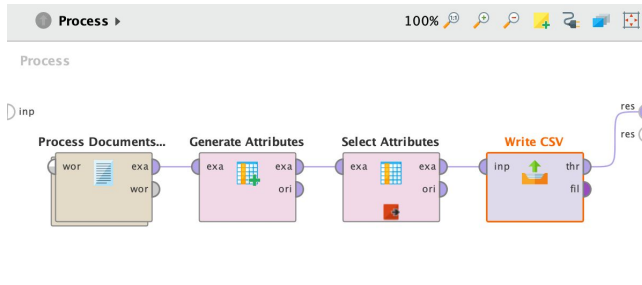 Process
100%
Process
inp
res
res
Process Documents...
Generate Attributes
Select Attributes
Write CSV
wor exa
wor
exa exa
ori
exa exa
ori
inp thr
fil